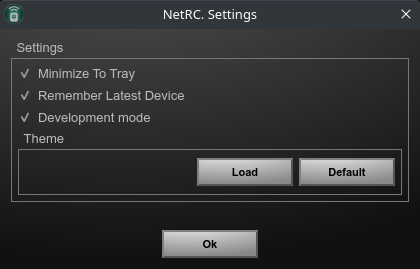 NetRC. Settings
Settings
Minimize To Tray
Remember Latest Device
Development mode
Theme
Load Default
Ok